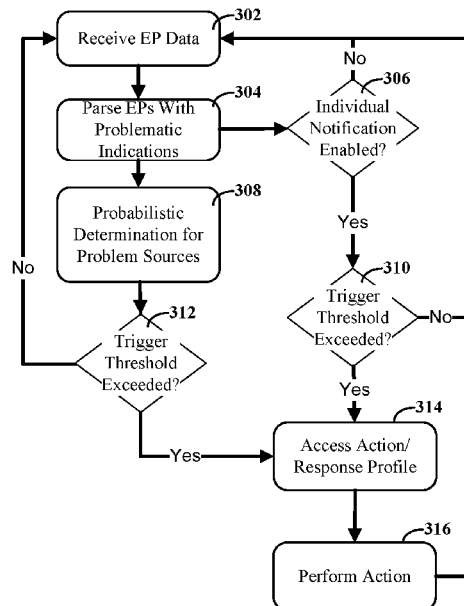 302
Receive EP Data
No
306
304
Parse EPs With
Problematic
Indications
Individual
Notification
Enabled?
308
Probabilistic
Determination for
Problem Sources
Yes
No
310
312
Trigger
Threshold
Exceeded?
No
Trigger
Threshold
Exceeded?
Yes
314
Yes
Access Action/
Response Profile
316
Perform Action